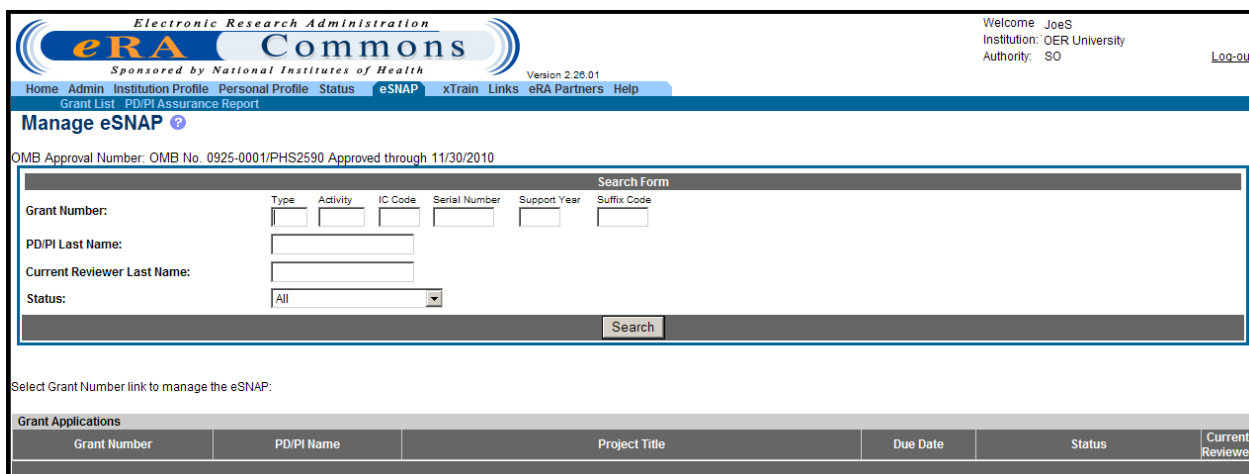 Electronic Research Administration
eRA Commons
Sponsored by National Institutes of Health
Version 2.26.01
Welcome JoeS
Institution: OER University
Authority: SO
Log-ou
Home Admin Institution Profile Personal Profile Status eSNAP xTrain Links eRA Partners Help
Grant List PD/PI Assurance Report
Manage eSNAP ?
OMB Approval Number: OMB No. 0925-0001/PHS2590 Approved through 11/30/2010
Search Form
Type Activity IC Code Serial Number Support Year Suffix Code
Grant Number:
PD/PI Last Name:
Current Reviewer Last Name:
Status: All
Search
Select Grant Number link to manage the eSNAP:
Grant Applications
Grant Number PD/PI Name Project Title Due Date Status Current
Reviewe